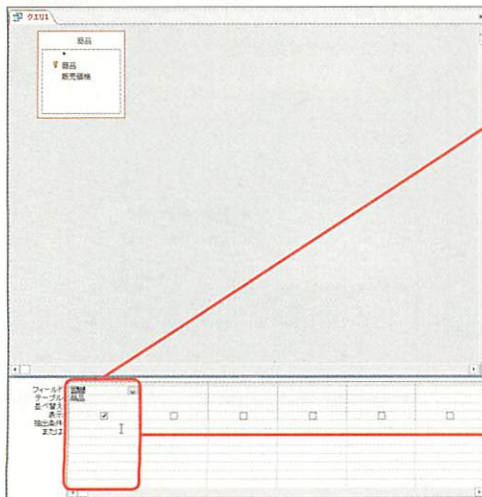 クエリ1
商品
*
商品
販売価格
フィールド:
テーブル: 商品
並べ替え:
表示:
抽出条件:
または: